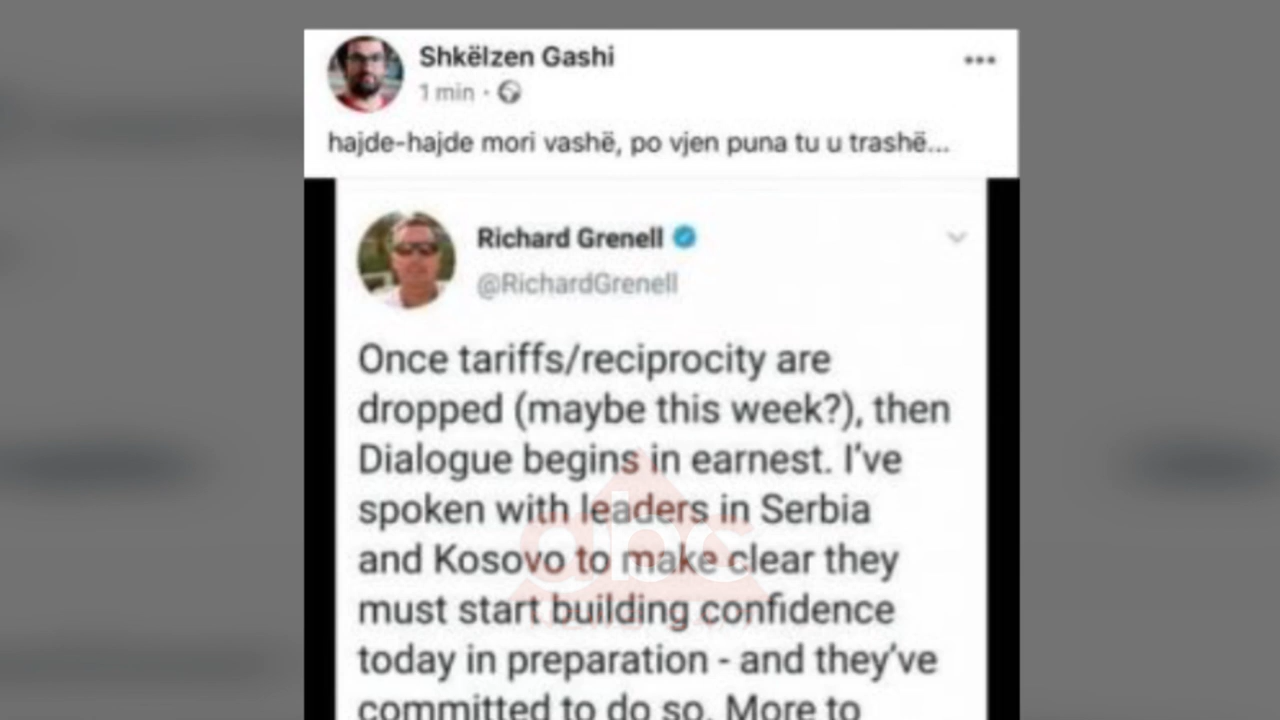 Shkëlzen Gashi
1 min ·
hajde-hajde mori vashë, po vjen puna tu u trashë...
Richard Grenell
@RichardGrenell
Once tariffs/reciprocity are
dropped (maybe this week?), then
Dialogue begins in earnest. I've
spoken with leaders in Serbia
and Kosovo to make clear they
must start building confidence
today in preparation - and they've
committed to do so. More to
abc